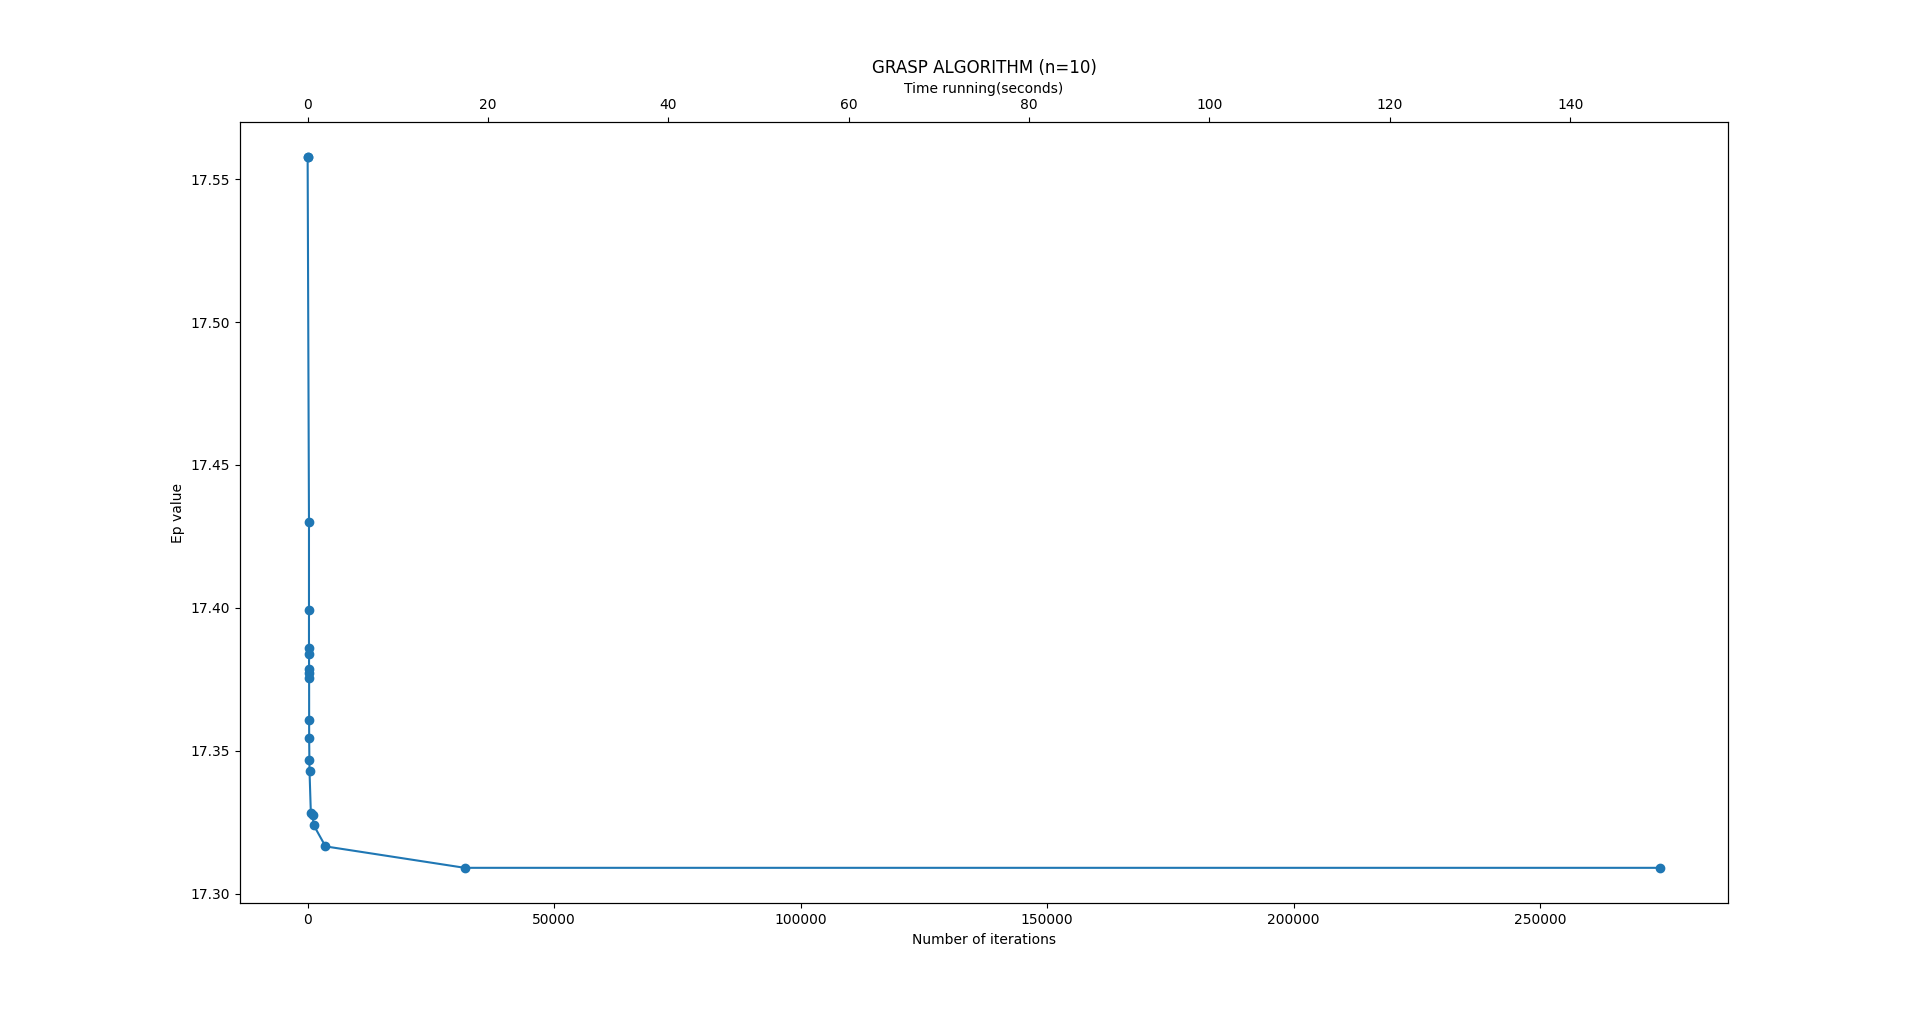 GRASP ALGORITHM (n=10)
Time running(seconds)
0 20 40 60 80 100 120 140
17.55
17.50
17.45
17.40
17.35
17.30
Ep value
0 50000 100000 150000 200000 250000
Number of iterations